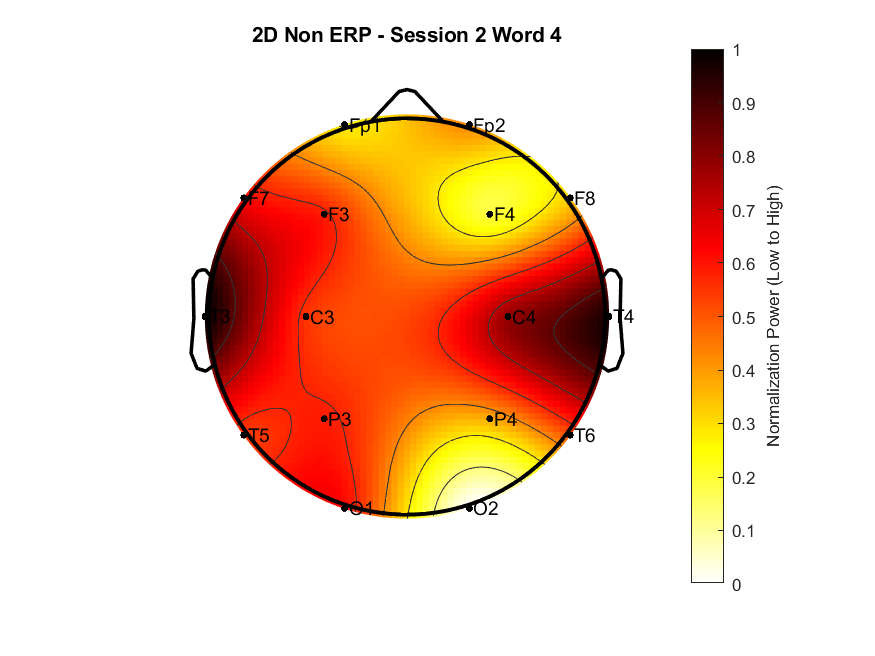 2D Non ERP - Session 2 Word 4
Fp1
Fp2
F7
F3
F4
F8
T3
C3
C4
T4
T5
P3
P4
T6
O1
O2
1
0.9
0.8
0.7
0.6
0.5
0.4
0.3
0.2
0.1
0
Normalization Power (Low to High)